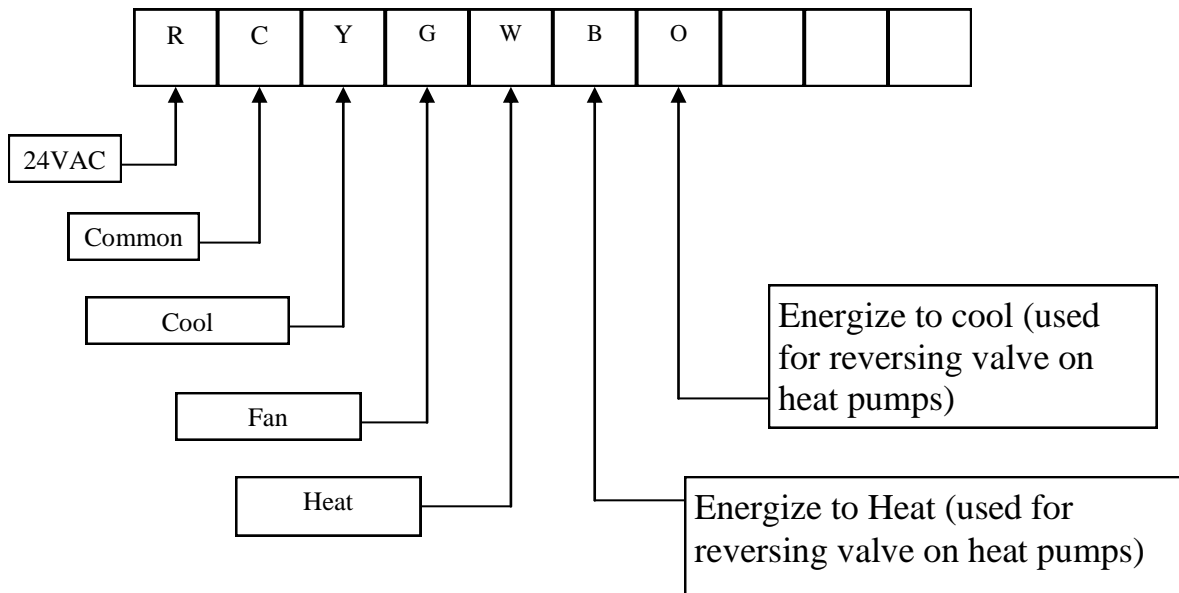 R C Y G W B O
24VAC
Common
Cool
Fan
Heat
Energize to cool (used
for reversing valve on
heat pumps)
Energize to Heat (used for
reversing valve on heat pumps)